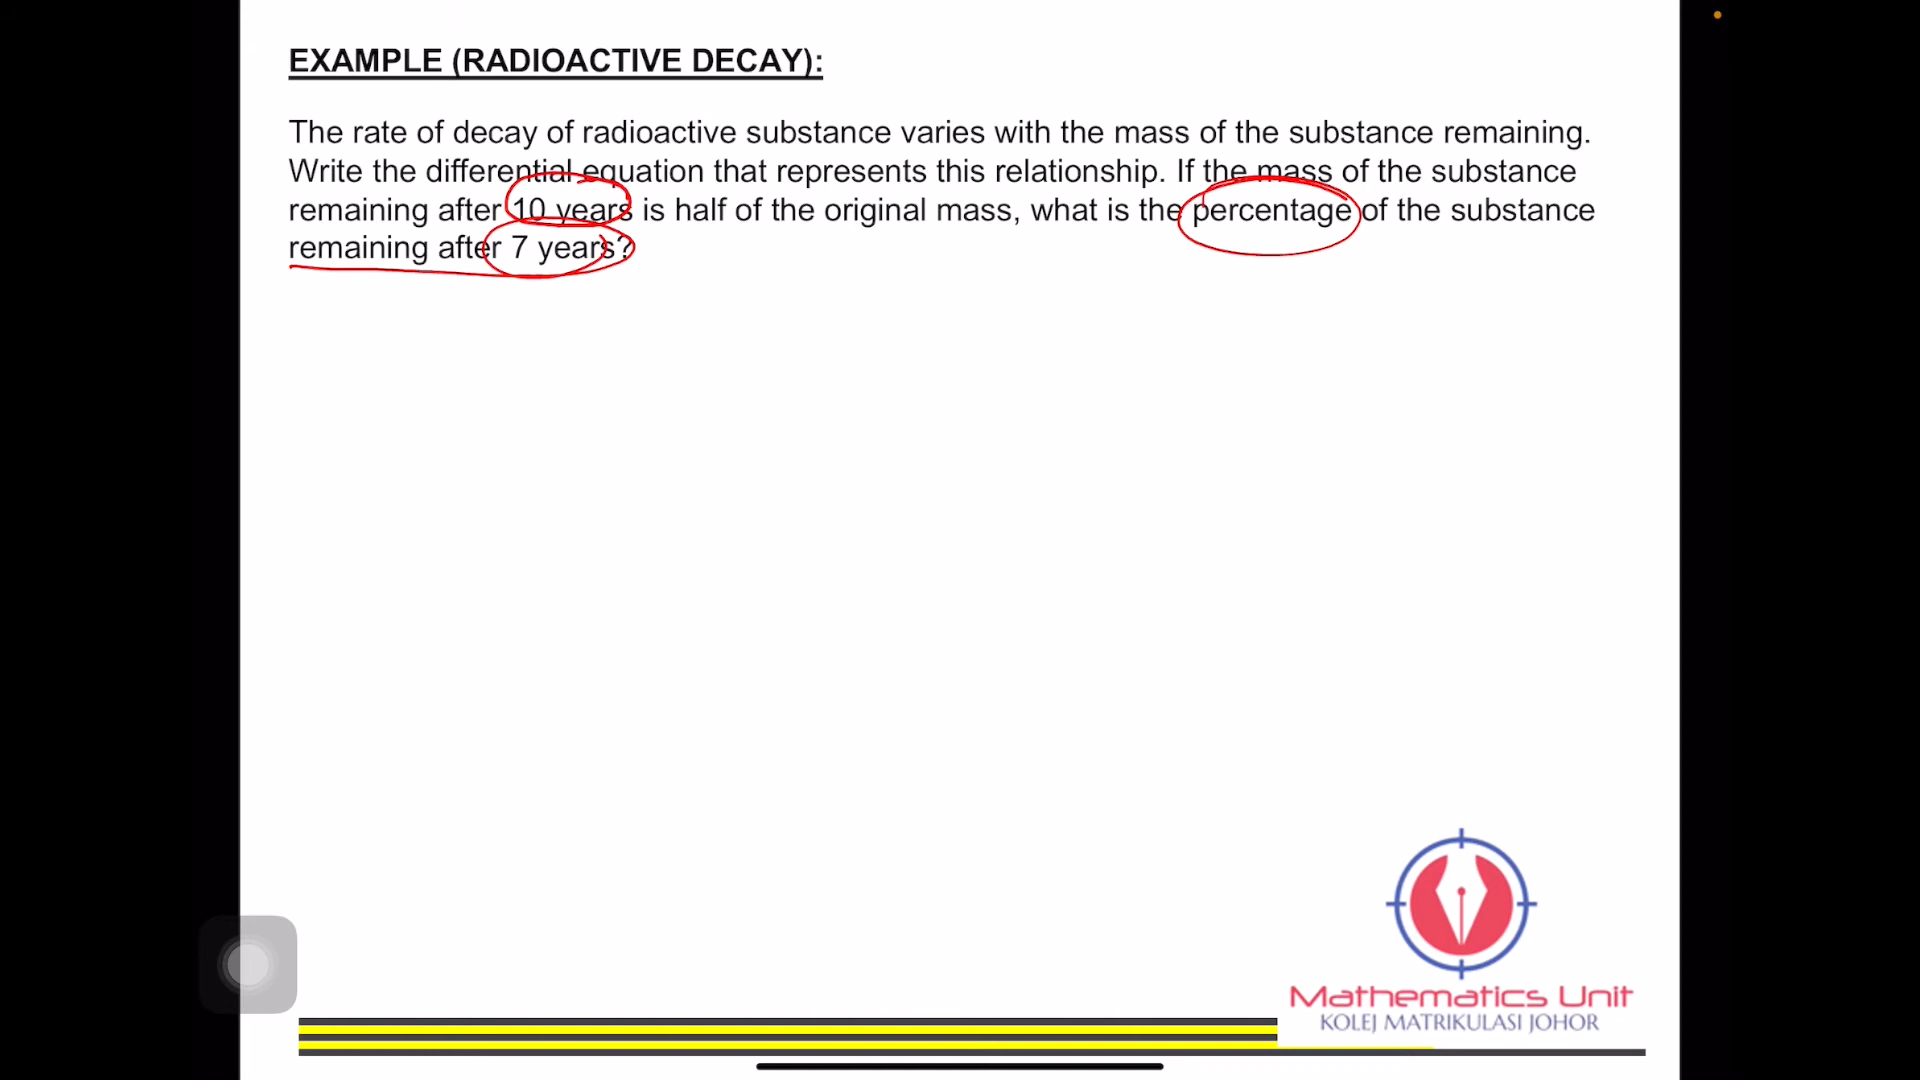 EXAMPLE (RADIOACTIVE DECAY):
The rate of decay of radioactive substance varies with the mass of the substance remaining.
Write the differential equation that represents this relationship. If the mass of the substance
remaining after 10 years is half of the original mass, what is the percentage of the substance
remaining after 7 years?
Mathematics Unit
KOLEJ MATRIKULASI JOHOR